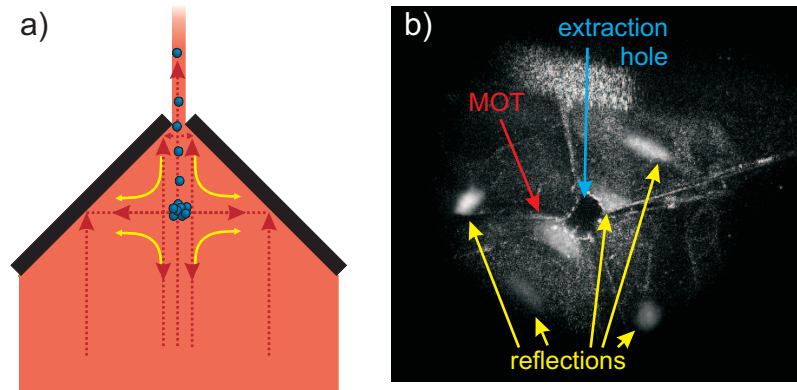 a)
b)
extraction
hole
MOT
reflections